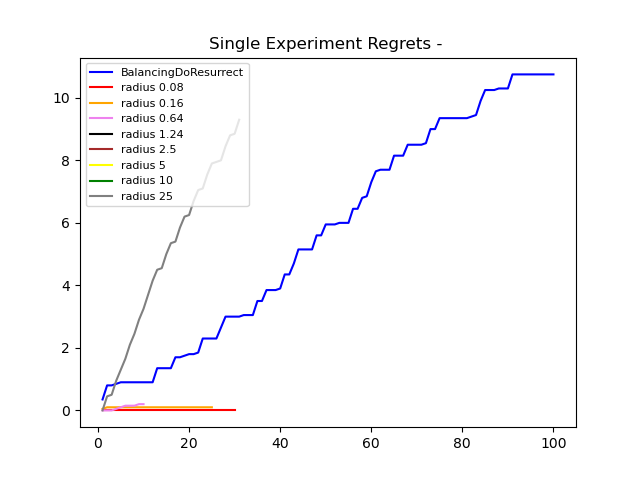 Single Experiment Regrets -
BalancingDoResurrect
radius 0.08
radius 0.16
radius 0.64
radius 1.24
radius 2.5
radius 5
radius 10
radius 25
10
8
6
4
2
0
0 20 40 60 80 100